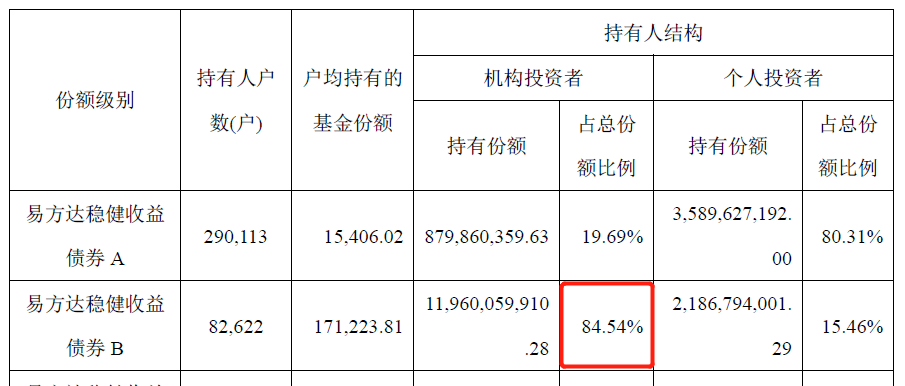 持有人结构
份额级别
持有人户
数(户)
户均持有的
基金份额
机构投资者
个人投资者
持有份额
占总份
额比例
持有份额
占总份
额比例
易方达稳健收益
债券 A
290,113
15,406.02
879,860,359.63
19.69%
3,589,627,192.
00
80.31%
易方达稳健收益
债券 B
82,622
171,223.81
11,960,059,910
.28
84.54%
2,186,794,001.
29
15.46%